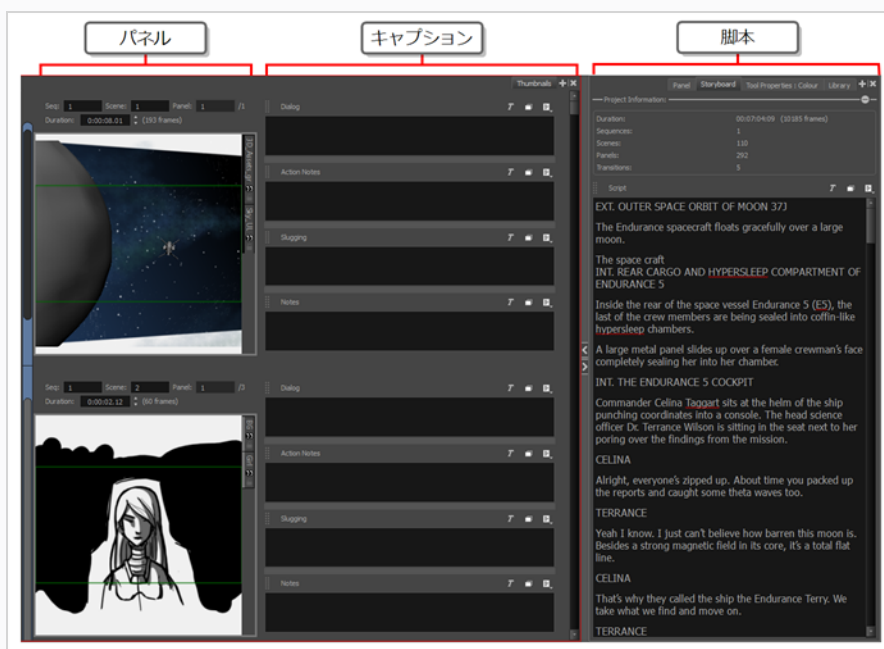 パネル
キャプション
脚本
Thumbnails
Panel Storyboard Tool Properties : Colour Library
Seq: 1 Scene: 1 Panel: 1 /1
Duration: 0:00:08.01 (193 frames)
Dialog
Action Notes
Slugging
Notes
Seq: 1 Scene: 2 Panel: 1 /3
Duration: 0:00:02.12 (60 frames)
Dialog
Action Notes
Slugging
Notes
Project Information:
Duration: 00:07:04:09 (10185 frames)
Sequences: 1
Scenes: 110
Panels: 292
Transitions: 5
Script
EXT. OUTER SPACE ORBIT OF MOON 37J
The Endurance spacecraft floats gracefully over a large
moon.
The space craft
INT. REAR CARGO AND HYPERSLEEP COMPARTMENT OF
ENDURANCE 5
Inside the rear of the space vessel Endurance 5 (E5), the
last of the crew members are being sealed into coffin-like
hypersleep chambers.
A large metal panel slides up over a female crewman's face
completely sealing her into her chamber.
INT. THE ENDURANCE 5 COCKPIT
Commander Celina Taggart sits at the helm of the ship
punching coordinates into a console. The head science
officer Dr. Terrance Wilson is sitting in the seat next to her
poring over the findings from the mission.
CELINA
Alright, everyone's zipped up. About time you packed up
the reports and caught some theta waves too.
TERRANCE
Yeah I know. I just can't believe how barren this moon is.
Besides a strong magnetic field in its core, it's a total flat
line.
CELINA
That's why they called the ship the Endurance Terry. We
take what we find and move on.
TERRANCE